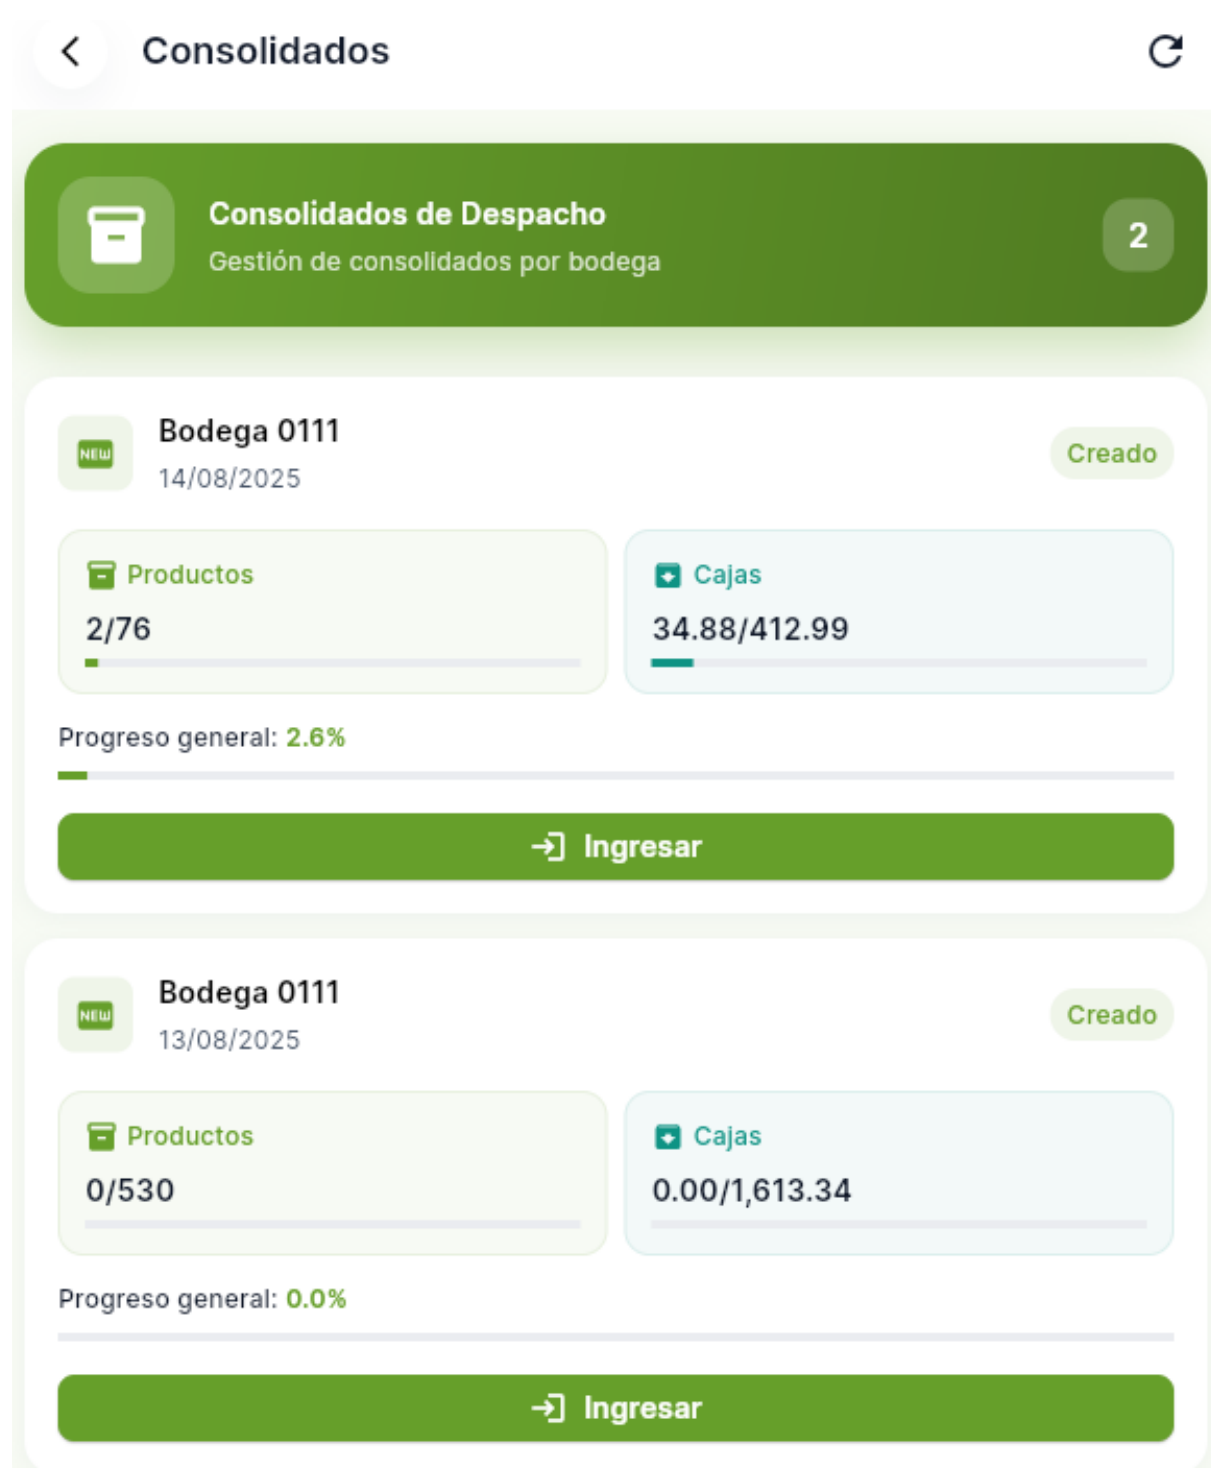 Consolidados
Consolidados de Despacho
Gestión de consolidados por bodega
2
NEW
Bodega 0111
14/08/2025
Creado
Productos
2/76
Cajas
34.88/412.99
Progreso general: 2.6%
Ingresar
NEW
Bodega 0111
13/08/2025
Creado
Productos
0/530
Cajas
0.00/1,613.34
Progreso general: 0.0%
Ingresar